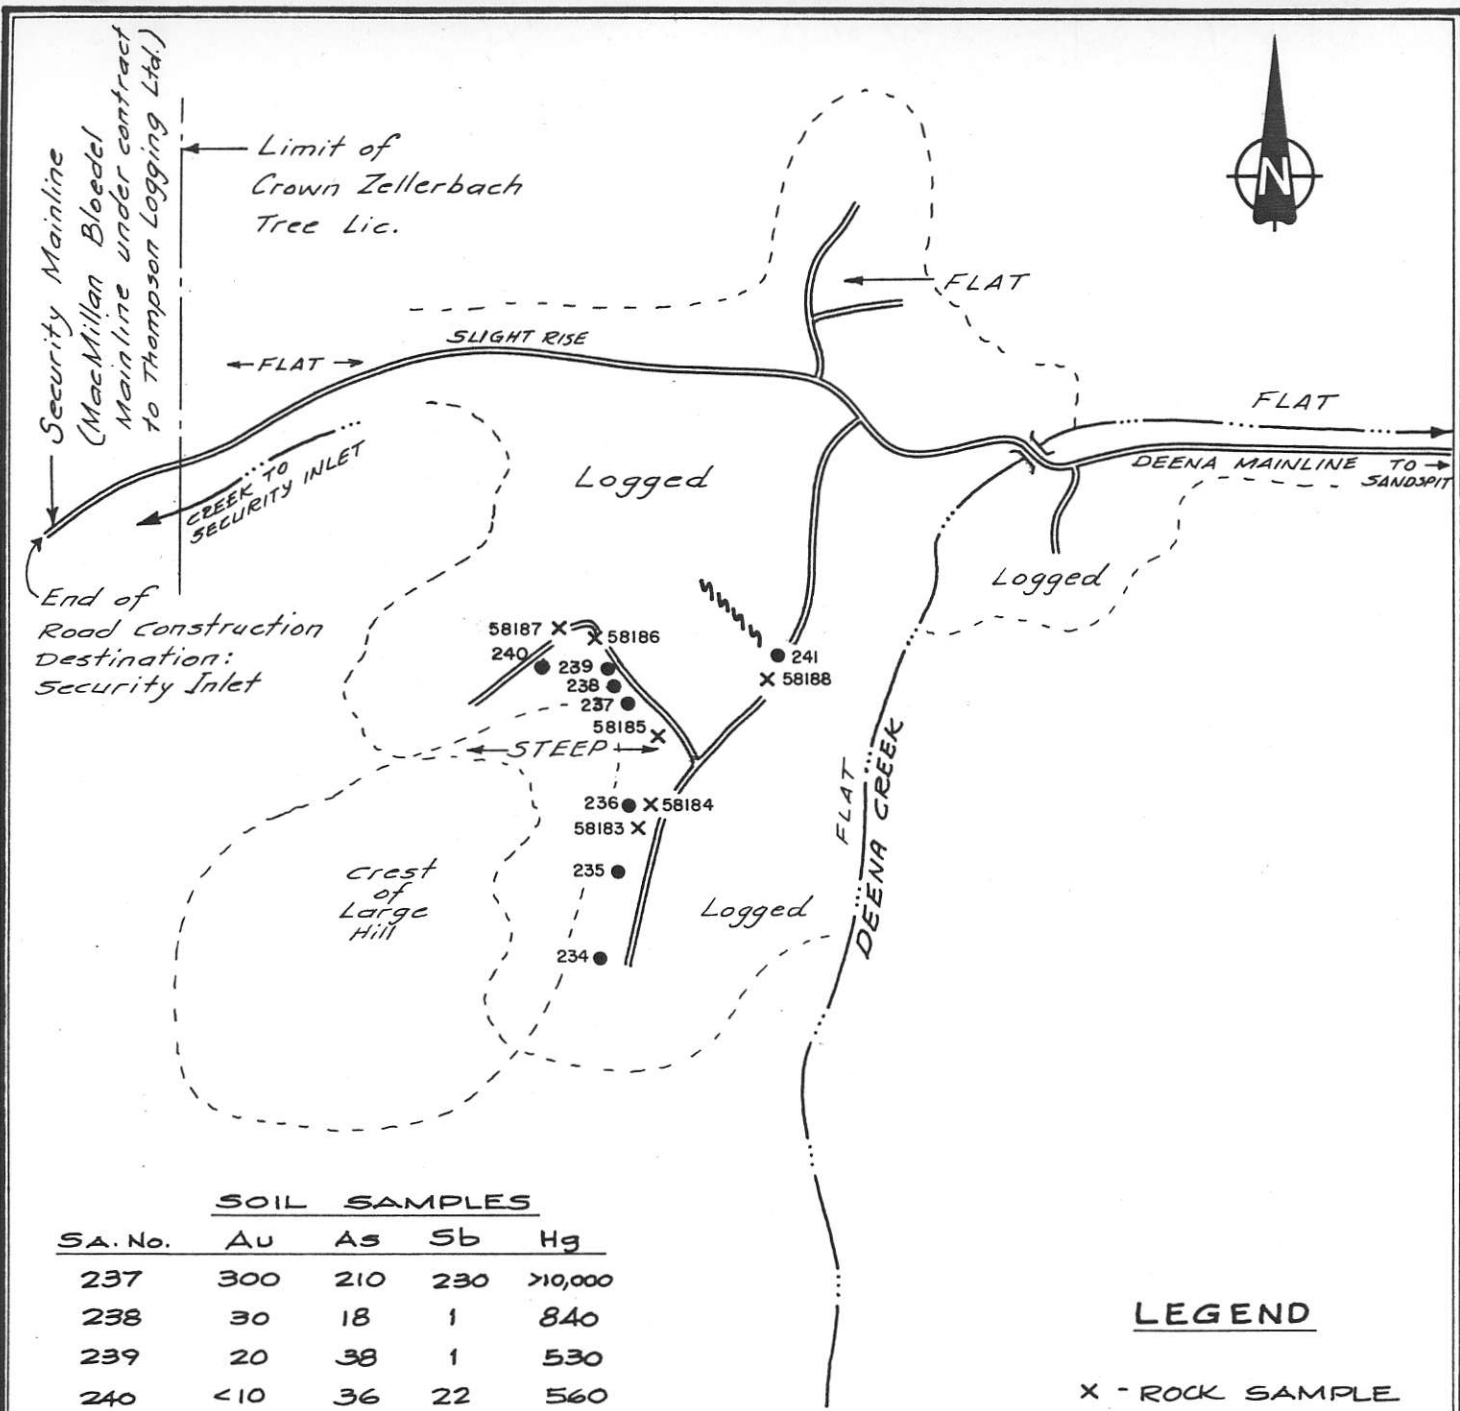 Security Mainline
(MacMillan Bloedel
Mainline under contract
to Thompson Logging Ltd.)
Limit of
Crown Zellerbach
Tree Lic.
N
FLAT
SLIGHT RISE
FLAT
FLAT
CREEK TO
SECURITY INLET
Logged
DEENA MAINLINE TO
SANDSPIT
Logged
End of
Road Construction
Destination:
Security Inlet
58187
58186
240
239
238
237
241
58188
58185
STEEP
236
58184
58183
235
234
Crest
of
Large
Hill
Logged
FLAT
DEENA CREEK
SOIL SAMPLES
SA. No. Au As Sb Hg
237 300 210 230 >10,000
238 30 18 1 840
239 20 38 1 530
240 <10 36 22 560
LEGEND
X - ROCK SAMPLE